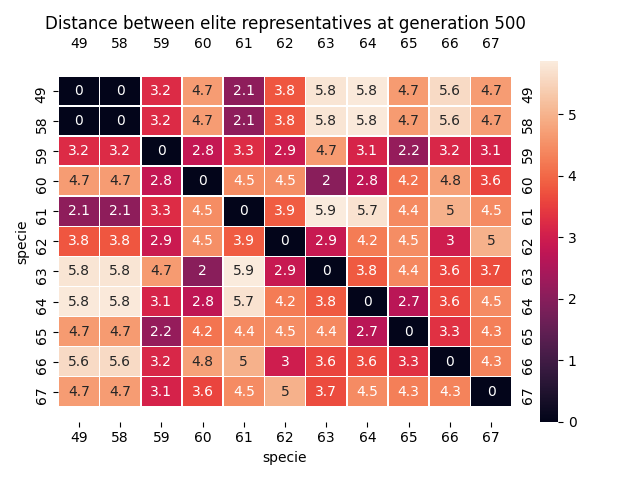 Distance between elite representatives at generation 500
49 58 59 60 61 62 63 64 65 66 67
49 0 0 3.2 4.7 2.1 3.8 5.8 5.8 4.7 5.6 4.7 49
58 0 0 3.2 4.7 2.1 3.8 5.8 5.8 4.7 5.6 4.7 58
59 3.2 3.2 0 2.8 3.3 2.9 4.7 3.1 2.2 3.2 3.1 59
60 4.7 4.7 2.8 0 4.5 4.5 2 2.8 4.2 4.8 3.6 60
61 2.1 2.1 3.3 4.5 0 3.9 5.9 5.7 4.4 5 4.5 61
62 3.8 3.8 2.9 4.5 3.9 0 2.9 4.2 4.5 3 5 62
63 5.8 5.8 4.7 2 5.9 2.9 0 3.8 4.4 3.6 3.7 63
64 5.8 5.8 3.1 2.8 5.7 4.2 3.8 0 2.7 3.6 4.5 64
65 4.7 4.7 2.2 4.2 4.4 4.5 4.4 2.7 0 3.3 4.3 65
66 5.6 5.6 3.2 4.8 5 3 3.6 3.6 3.3 0 4.3 66
67 4.7 4.7 3.1 3.6 4.5 5 3.7 4.5 4.3 4.3 0 67
49 58 59 60 61 62 63 64 65 66 67
specie
specie
5
4
3
2
1
0